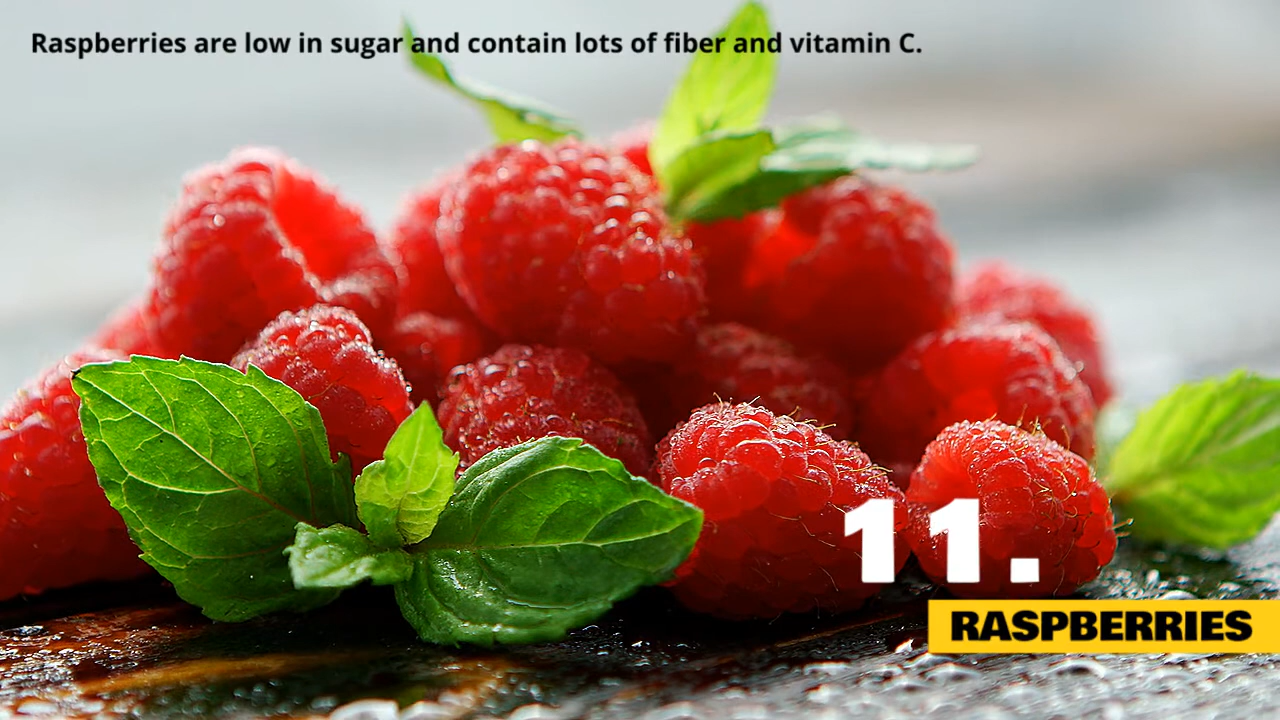 Raspberries are low in sugar and contain lots of fiber and vitamin C.
11.
RASPBERRIES